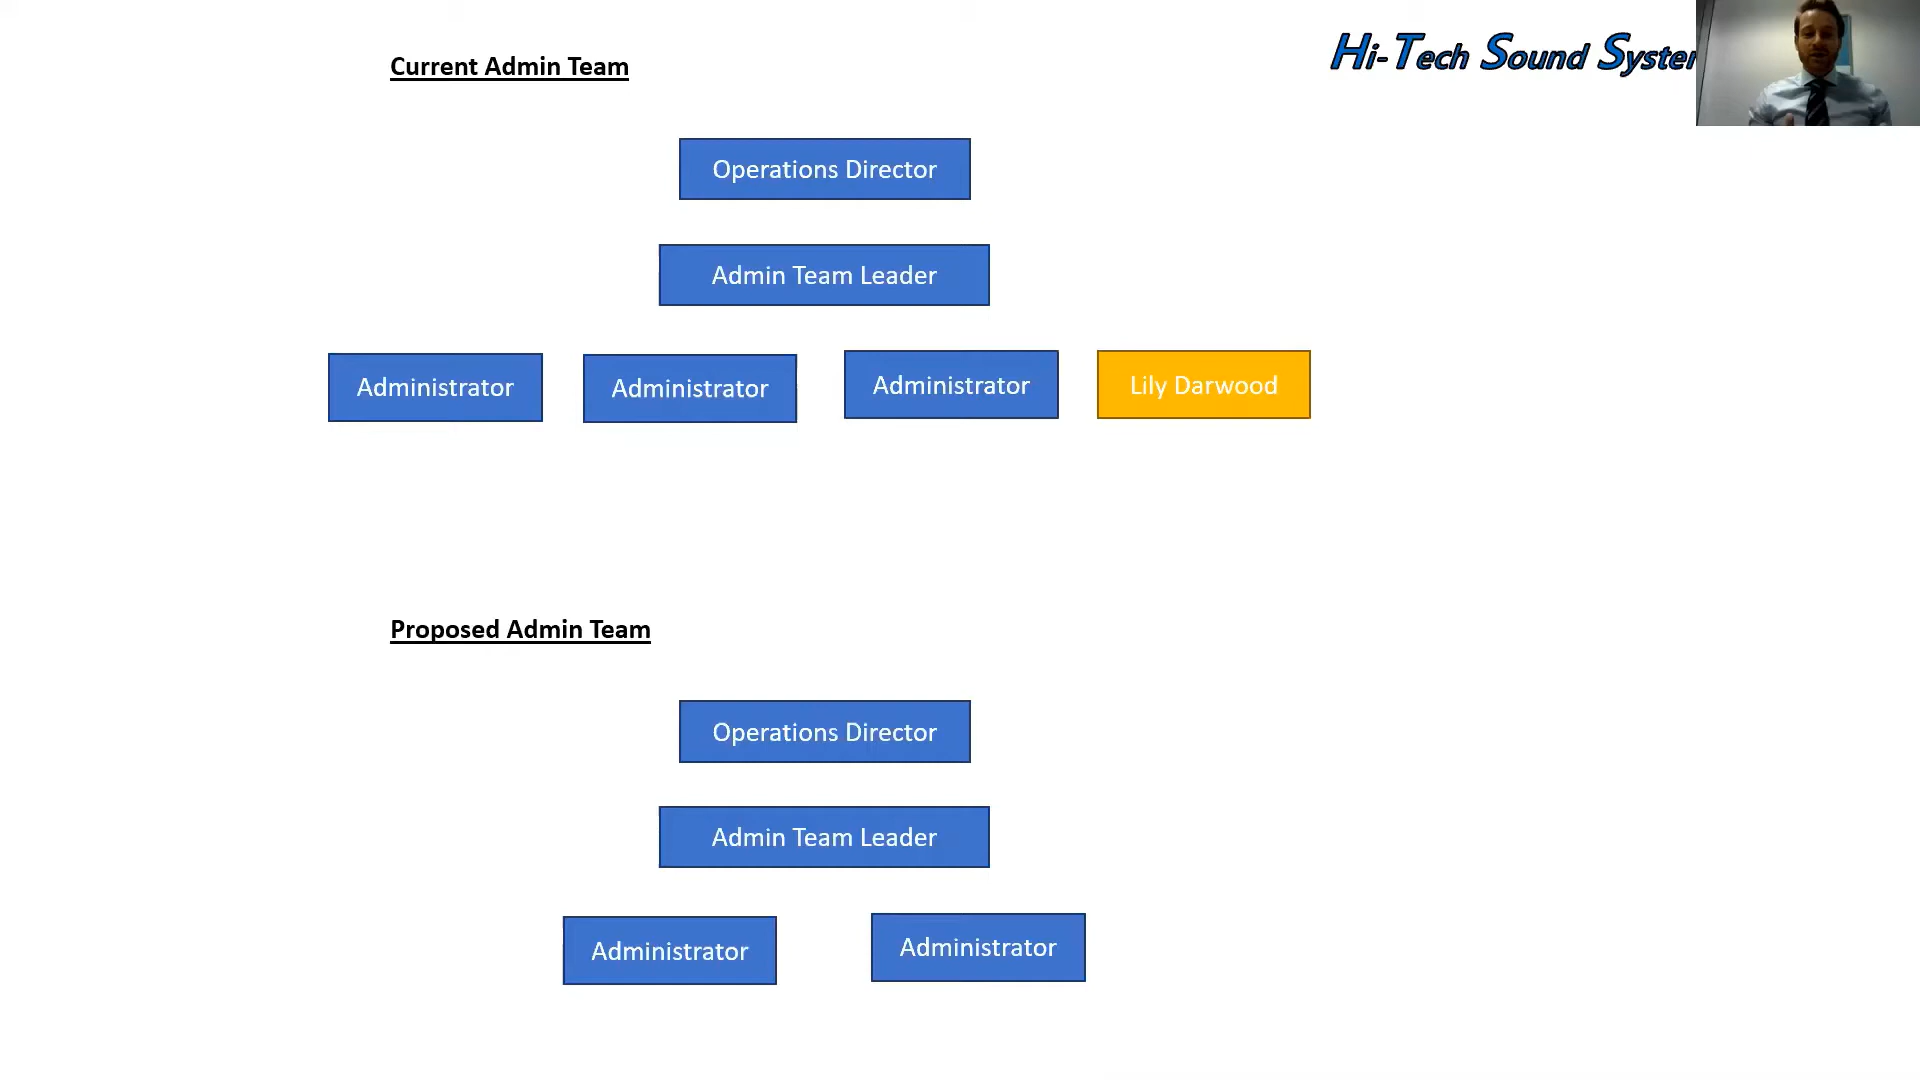 Current Admin Team
Hi-Tech Sound System
Operations Director
Admin Team Leader
Administrator
Administrator
Administrator
Lily Darwood
Proposed Admin Team
Operations Director
Admin Team Leader
Administrator
Administrator